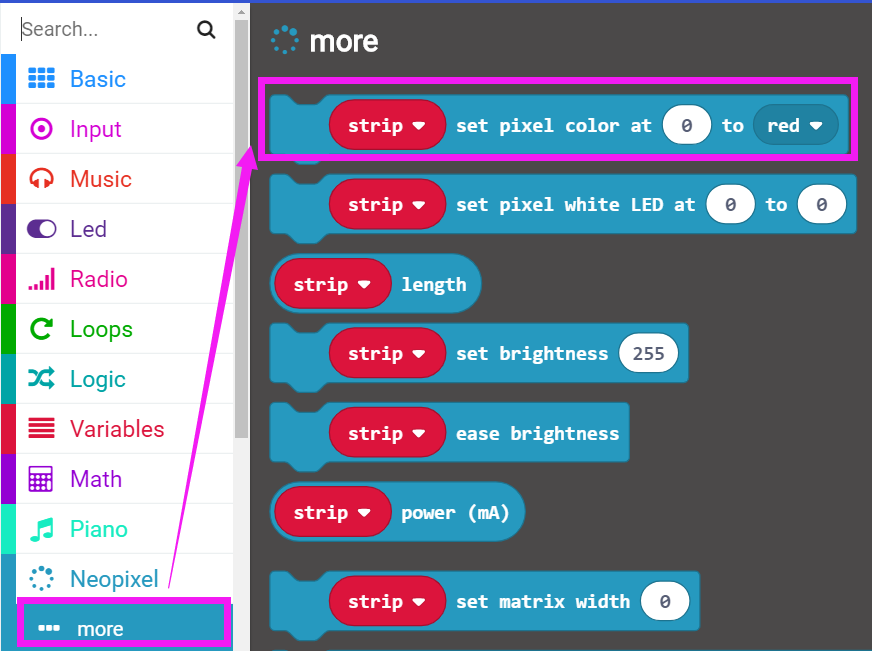 Search...
Basic
Input
Music
Led
Radio
Loops
Logic
Variables
Math
Piano
Neopixel
more
more
strip set pixel color at 0 to red
strip set pixel white LED at 0 to 0
strip length
strip set brightness 255
strip ease brightness
strip power (mA)
strip set matrix width 0